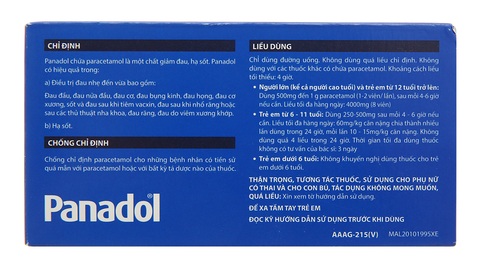 CHỈ ĐỊNH
Panadol chứa paracetamol là một chất giảm đau, hạ sốt. Panadol
có hiệu quả trong:
a) Điều trị đau nhẹ đến vừa bao gồm:
Đau đầu, đau nửa đầu, đau cơ, đau bụng kinh, đau họng, đau cơ
xương, sốt và đau sau khi tiêm vacxin, đau sau khi nhổ răng hoặc
sau các thủ thuật nha khoa, đau răng, đau do viêm xương khớp.
b) Hạ sốt.
CHỐNG CHỈ ĐỊNH
Chống chỉ định paracetamol cho những bệnh nhân có tiền sử
quá mẫn với paracetamol hoặc với bất kỳ tá dược nào của thuốc.
Panadol
LIỀU DÙNG
Chỉ dùng đường uống. Không dùng quá liều chỉ định. Không
dùng với các thuốc khác có chứa paracetamol. Khoảng cách liều
tối thiểu: 4 giờ.
• Người lớn (kể cả người cao tuổi) và trẻ em từ 12 tuổi trở lên:
Dùng 500mg đến 1g paracetamol (1-2 viên/ lần), sau mỗi 4-6 giờ
nếu cần. Liều tối đa hàng ngày: 4000mg (8 viên)
• Trẻ em từ 6 - 11 tuổi: Dùng 250-500mg sau mỗi 4 - 6 giờ nếu
cần. Liều tối đa hàng ngày: 60mg/kg cân nặng chia thành nhiều
lần dùng trong 24 giờ, mỗi lần 10 - 15mg/kg cân nặng. Không
dùng quá 4 liều trong 24 giờ. Thời gian tối đa dùng thuốc
không có tư vấn của bác sĩ: 3 ngày
• Trẻ em dưới 6 tuổi: Không khuyến nghị dùng thuốc cho trẻ
em dưới 6 tuổi.
THẬN TRỌNG, TƯƠNG TÁC THUỐC, SỬ DỤNG CHO PHỤ NỮ
CÓ THAI VÀ CHO CON BÚ, TÁC DỤNG KHÔNG MONG MUỐN,
QUÁ LIỀU: Xin xem tờ hướng dẫn sử dụng.
ĐỂ XA TẦM TAY TRẺ EM
ĐỌC KỸ HƯỚNG DẪN SỬ DỤNG TRƯỚC KHI DÙNG
AAAG-215(V) MAL20101995XE